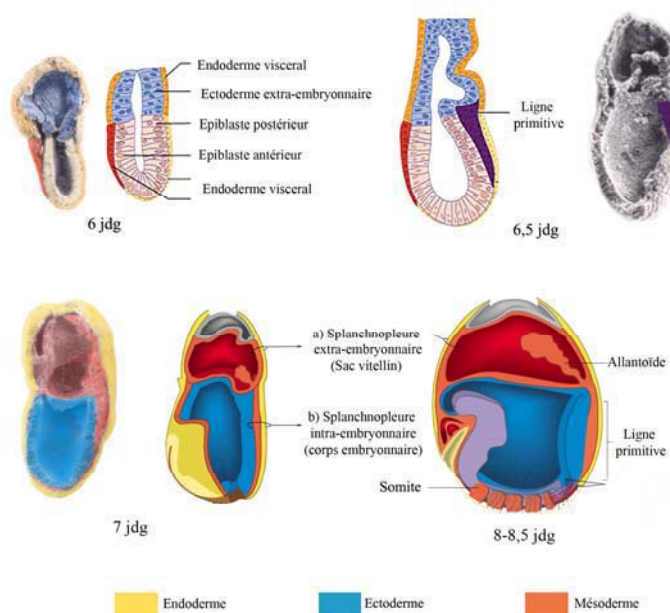 Endoderme visceral
Ectoderme extra-embryonnaire
Epiblaste postérieur
Epiblaste antérieur
Endoderme visceral
6 jdg
Ligne
primitive
6,5 jdg
a) Splanchnopleure
extra-embryonnaire
(Sac vitellin)
b) Splanchnopleure
intra-embryonnaire
(corps embryonnaire)
7 jdg
Allantoïde
Ligne
primitive
Somite
8-8,5 jdg
Endoderme
Ectoderme
Mésoderme